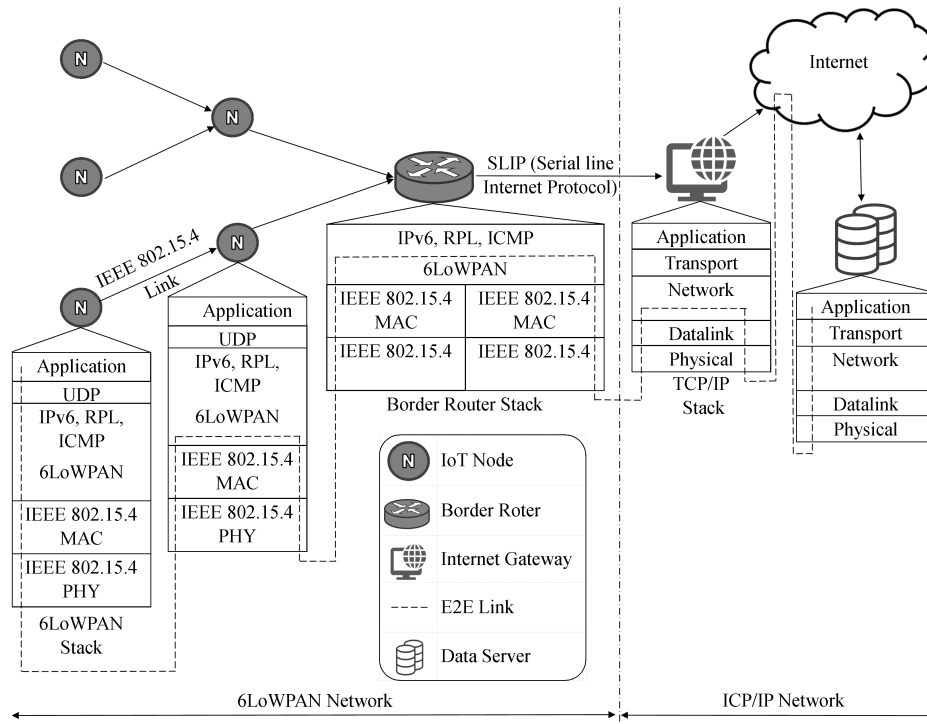 N
N
N
N
N
Internet
SLIP (Serial line
Internet Protocol)
IEEE 802.15.4
Link
Application
UDP
IPv6, RPL,
ICMP
6LoWPAN
IEEE 802.15.4
MAC
IEEE 802.15.4
PHY
6LoWPAN
Stack
Application
UDP
IPv6, RPL,
ICMP
6LoWPAN
IEEE 802.15.4
MAC
IEEE 802.15.4
PHY
IPv6, RPL, ICMP
6LoWPAN
IEEE 802.15.4
MAC
IEEE 802.15.4
MAC
IEEE 802.15.4
IEEE 802.15.4
Border Router Stack
Application
Transport
Network
Datalink
Physical
TCP/IP
Stack
Application
Transport
Network
Datalink
Physical
N
IoT Node
Border Roter
Internet Gateway
E2E Link
Data Server
6LoWPAN Network
ICP/IP Network